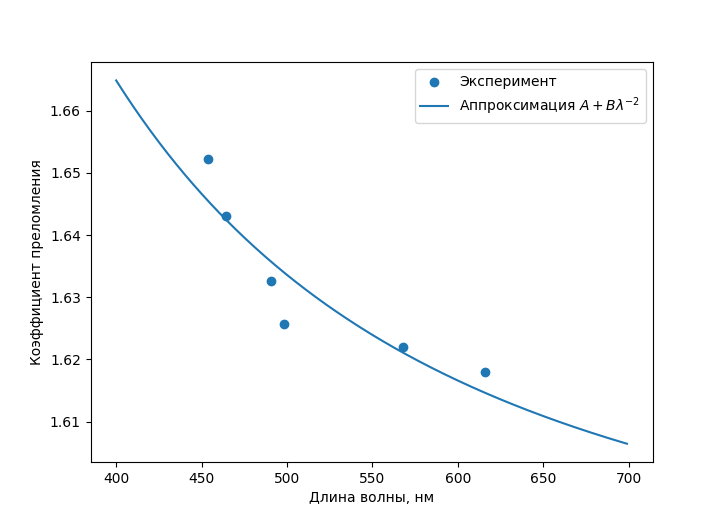 Эксперимент
Аппроксимация A + Bλ⁻²
1.66
1.65
1.64
1.63
1.62
1.61
Коэффициент преломления
400 450 500 550 600 650 700
Длина волны, нм